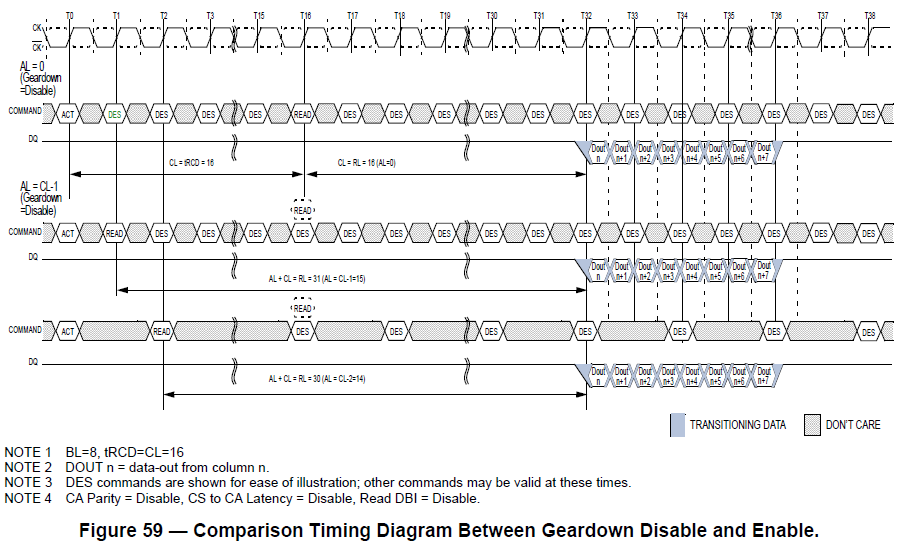 T0 T1 T2 T3 T15 T16 T17 T18 T19 T30 T31 T32 T33 T34 T35 T36 T37 T38
CK
CK
AL = 0
(Geardown
=Disable)
COMMAND ACT DES DES DES DES READ DES DES DES DES DES DES DES DES DES DES DES DES
DQ Dout n Dout n+1 Dout n+2 Dout n+3 Dout n+4 Dout n+5 Dout n+6 Dout n+7
CL = tRCD = 16 CL = RL = 16 (AL=0)
AL = CL-1
(Geardown
=Disable)
READ
COMMAND ACT READ DES DES DES DES DES DES DES DES DES DES DES DES DES DES DES DES
DQ Dout n Dout n+1 Dout n+2 Dout n+3 Dout n+4 Dout n+5 Dout n+6 Dout n+7
AL + CL = RL = 31 (AL = CL-1=15)
READ
COMMAND ACT READ DES DES DES DES DES DES DES
DQ Dout n Dout n+1 Dout n+2 Dout n+3 Dout n+4 Dout n+5 Dout n+6 Dout n+7
AL + CL = RL = 30 (AL = CL-2=14)
TRANSITIONING DATA DON'T CARE
NOTE 1 BL=8, tRCD=CL=16
NOTE 2 DOUT n = data-out from column n.
NOTE 3 DES commands are shown for ease of illustration; other commands may be valid at these times.
NOTE 4 CA Parity = Disable, CS to CA Latency = Disable, Read DBI = Disable.
Figure 59 — Comparison Timing Diagram Between Geardown Disable and Enable.